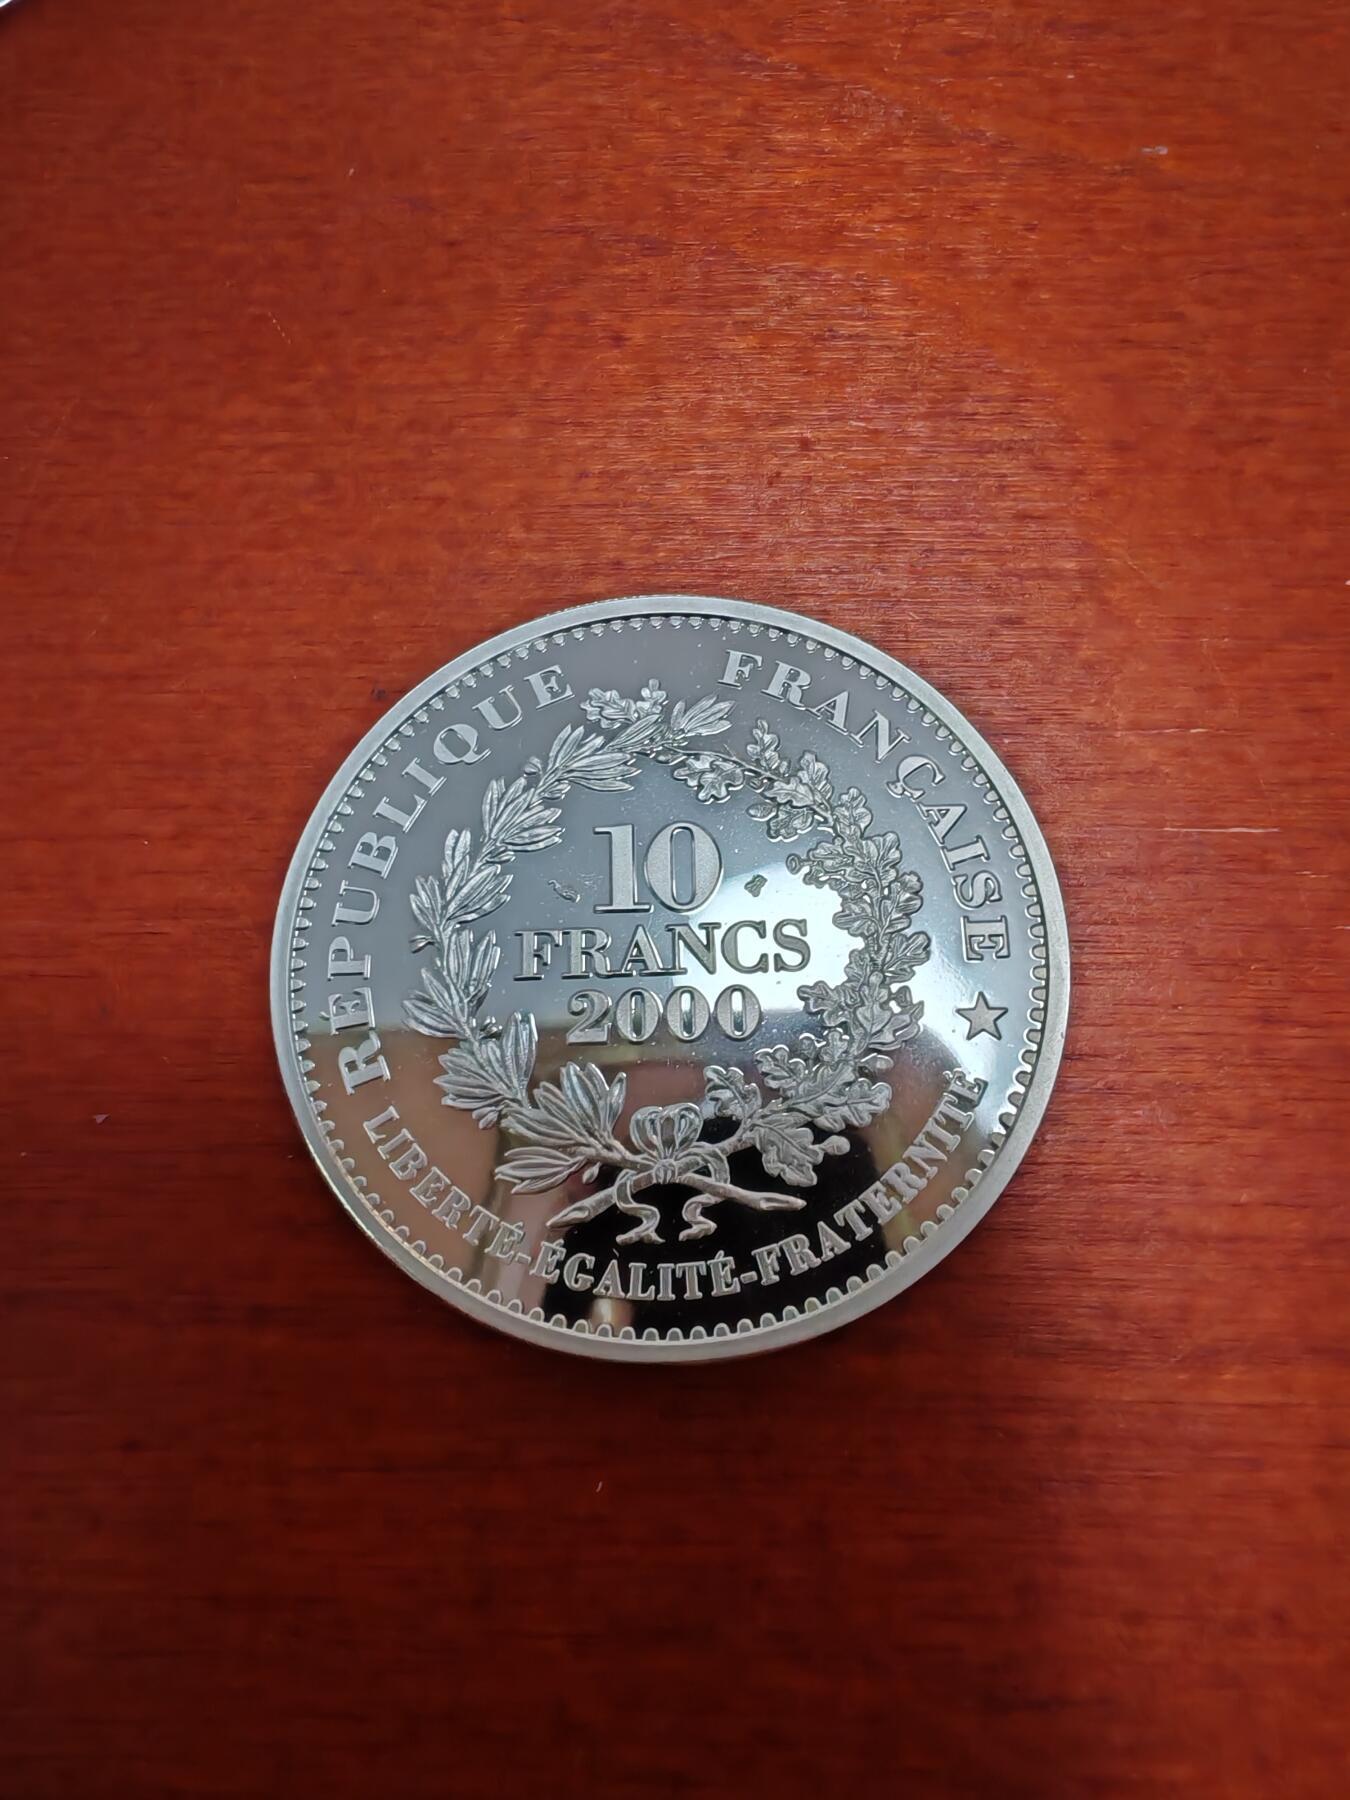 RÉPUBLIQUE FRANÇAISE
10
FRANCS
2000
LIBERTÉ-ÉGALITÉ-FRATERNITÉ